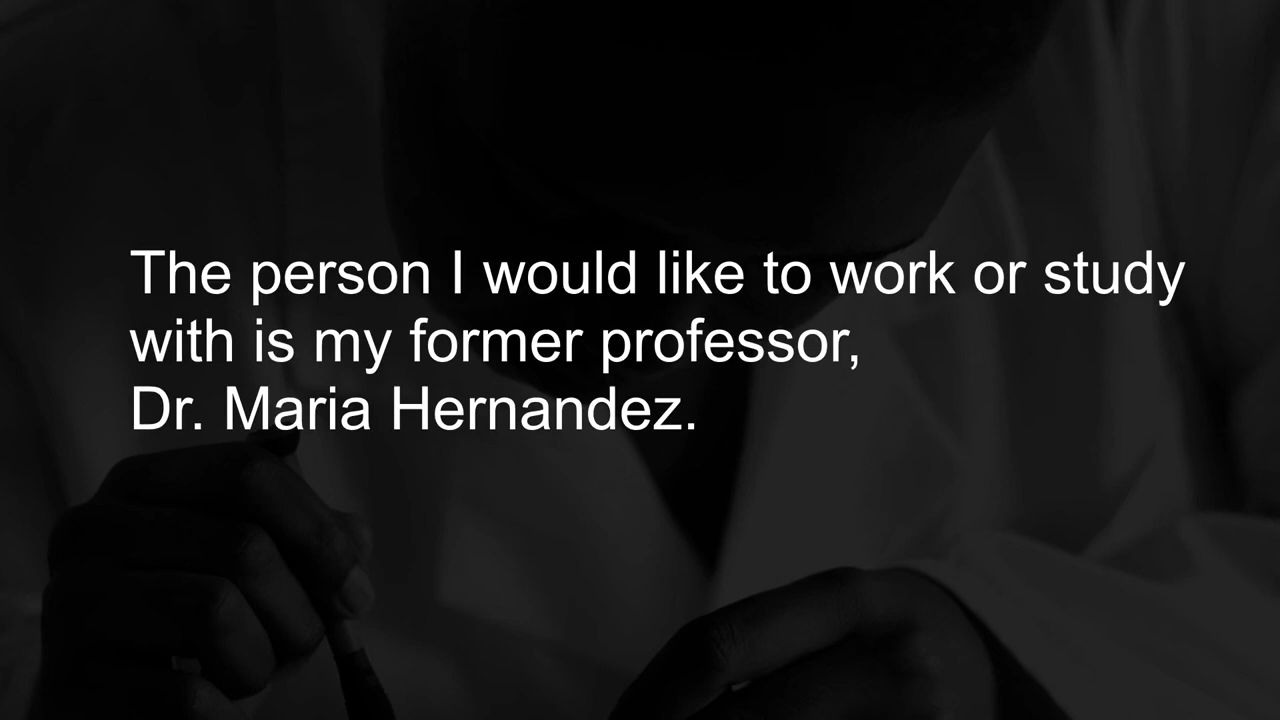 The person I would like to work or study
with is my former professor,
Dr. Maria Hernandez.